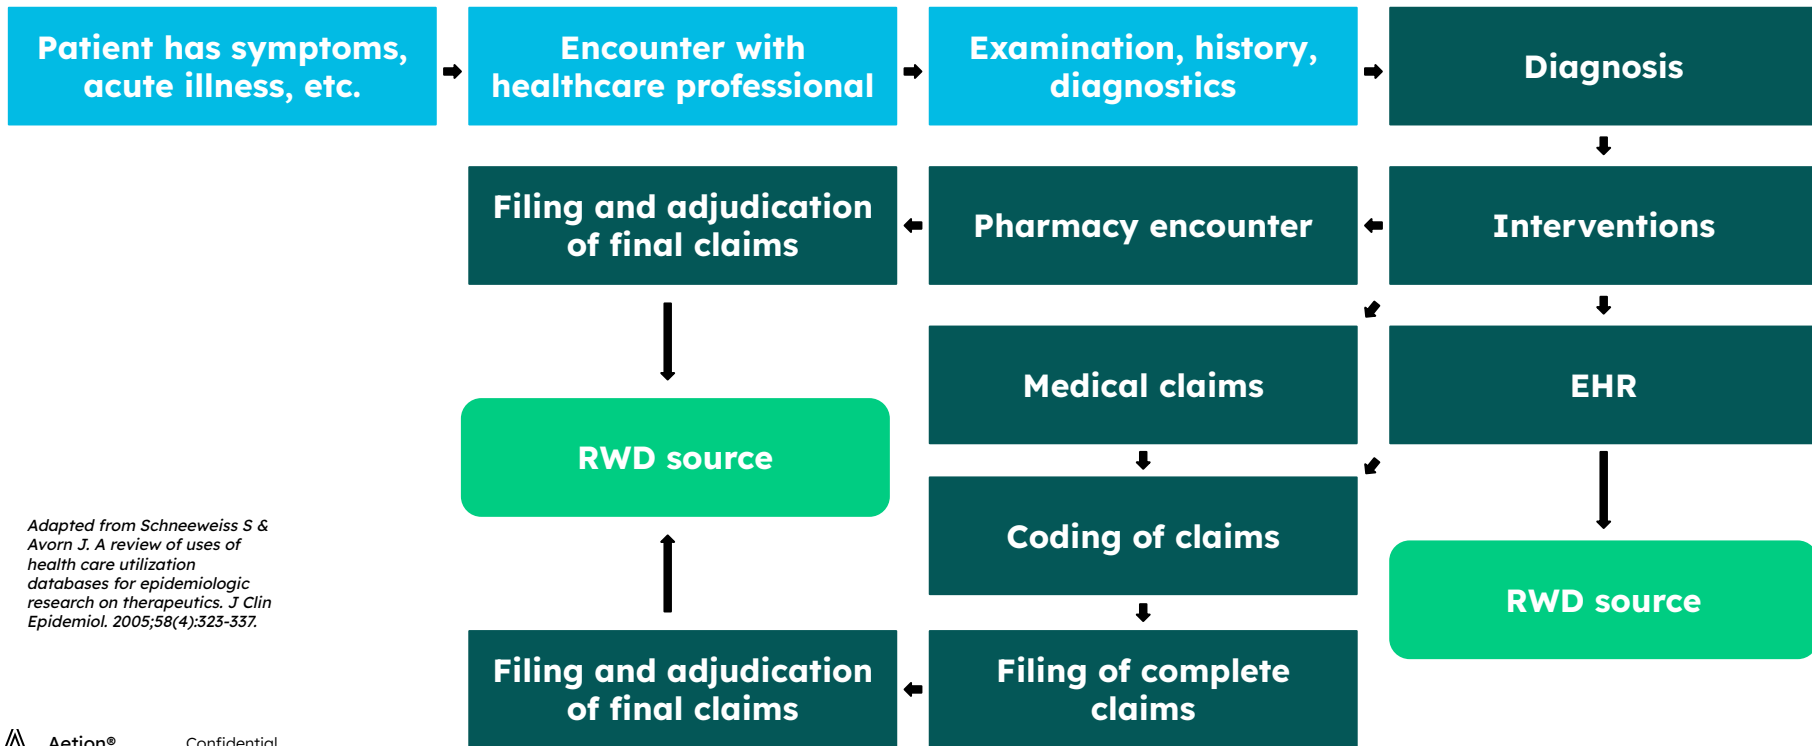 Patient has symptoms,
acute illness, etc.
Encounter with
healthcare professional
Examination, history,
diagnostics
Diagnosis
Filing and adjudication
of final claims
Pharmacy encounter
Interventions
Medical claims
EHR
RWD source
Coding of claims
RWD source
Adapted from Schneeweiss S &
Avorn J. A review of uses of
health care utilization
databases for epidemiologic
research on therapeutics. J Clin
Epidemiol. 2005;58(4):323-337.
Filing and adjudication
of final claims
Filing of complete
claims
Aetion® Confidential